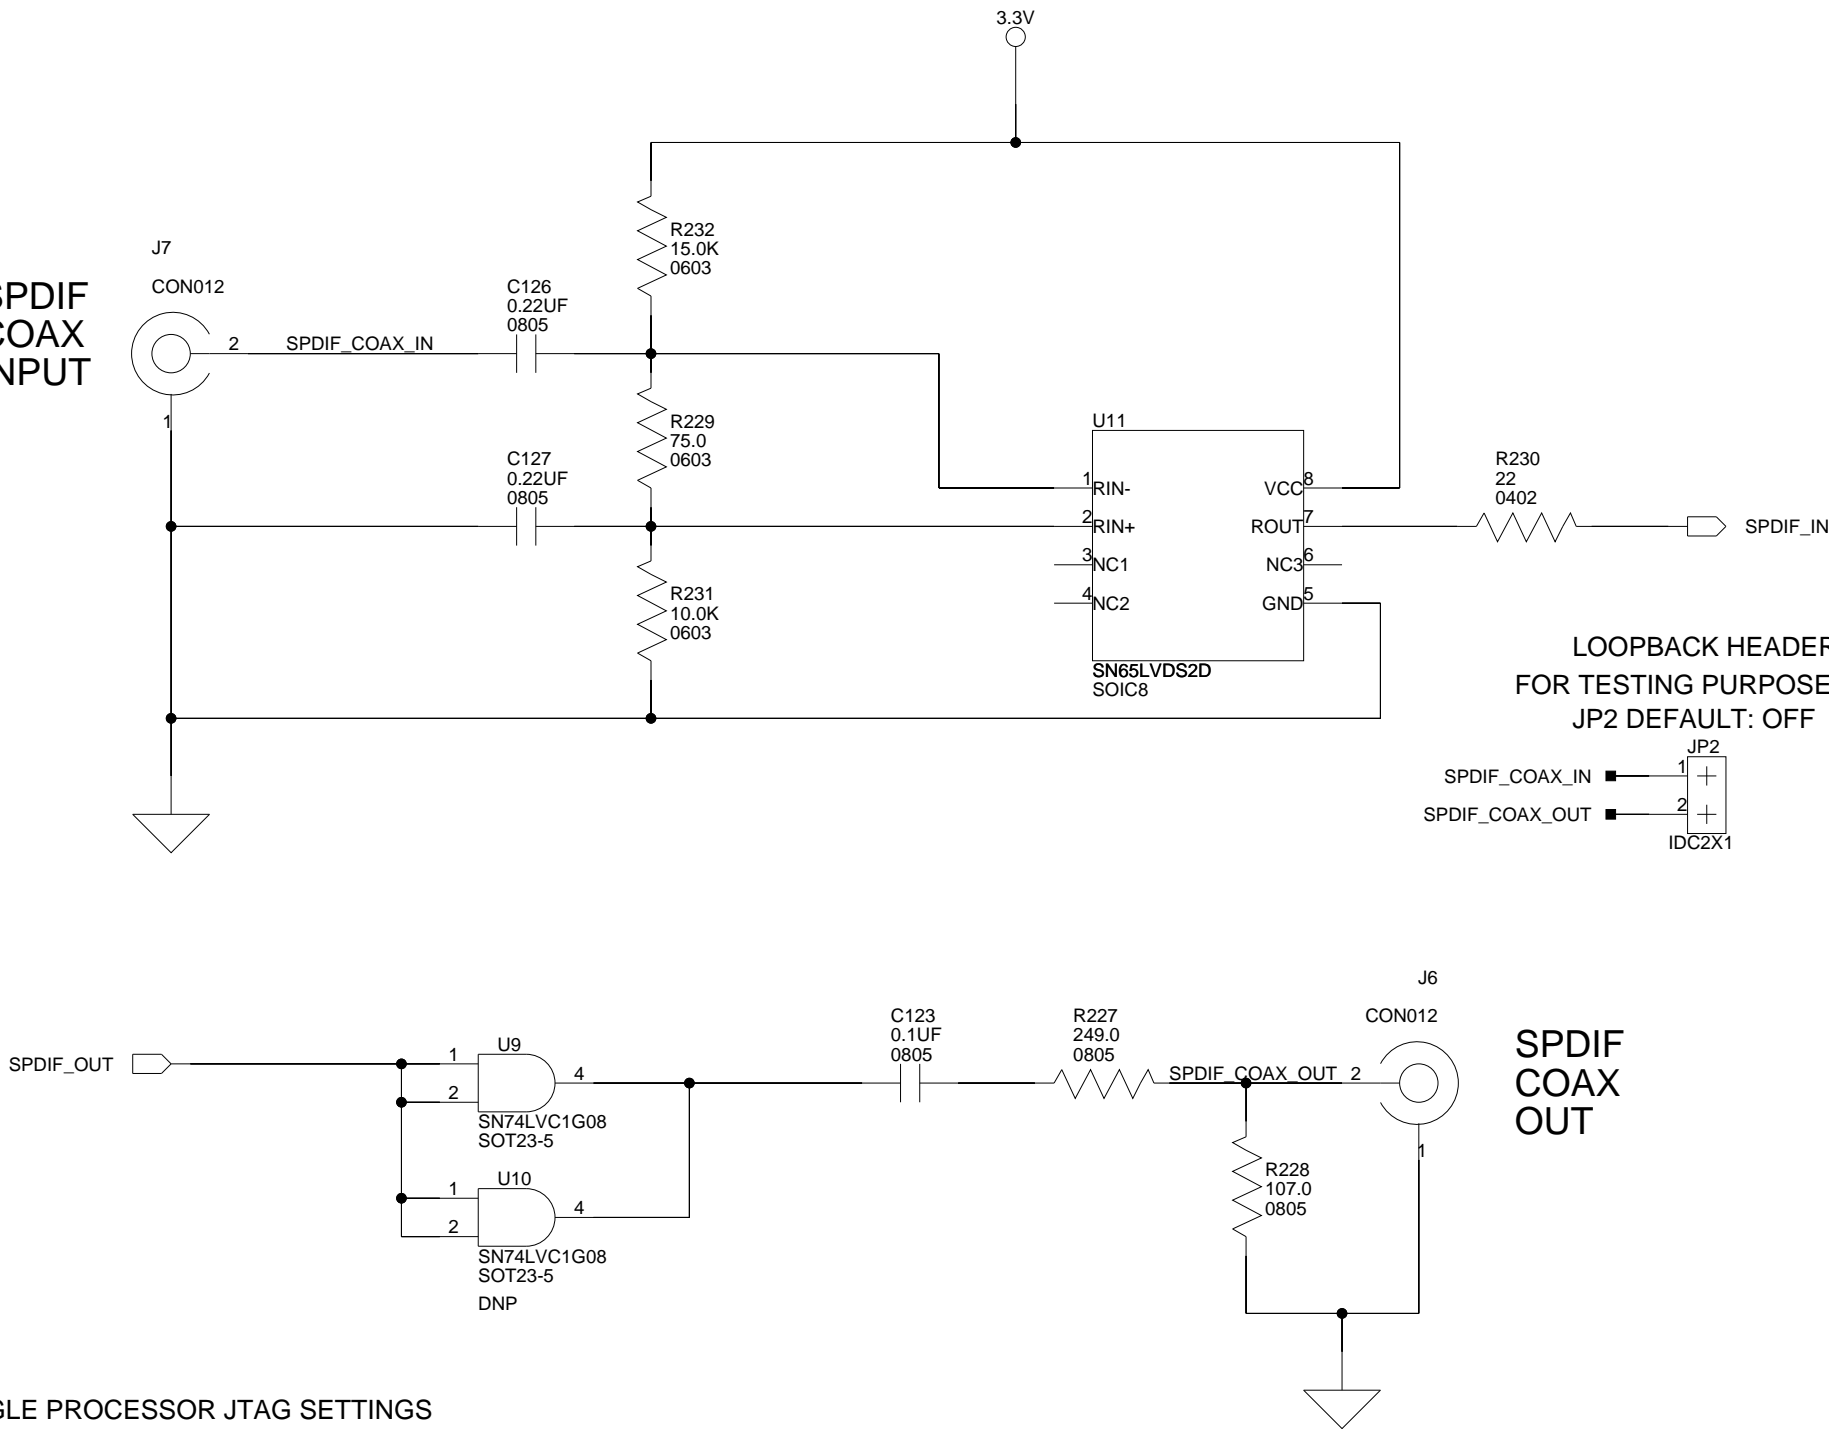 3.3V
R232
15.0K
0603
J7
CON012
SPDIF
COAX
INPUT
2
SPDIF_COAX_IN
C126
0.22UF
0805
1
R229
75.0
0603
C127
0.22UF
0805
U11
1
RIN-
2
RIN+
3
NC1
4
NC2
VCC
8
ROUT
7
NC3
6
GND
5
SN65LVDS2D
SOIC8
R230
22
0402
SPDIF_IN
R231
10.0K
0603
LOOPBACK HEADER
FOR TESTING PURPOSE
JP2 DEFAULT: OFF
JP2
SPDIF_COAX_IN
1
SPDIF_COAX_OUT
2
IDC2X1
SPDIF_OUT
U9
1
2
4
SN74LVC1G08
SOT23-5
U10
1
2
4
SN74LVC1G08
SOT23-5
DNP
C123
0.1UF
0805
R227
249.0
0805
SPDIF_COAX_OUT
2
J6
CON012
1
SPDIF
COAX
OUT
R228
107.0
0805
GLE PROCESSOR JTAG SETTINGS